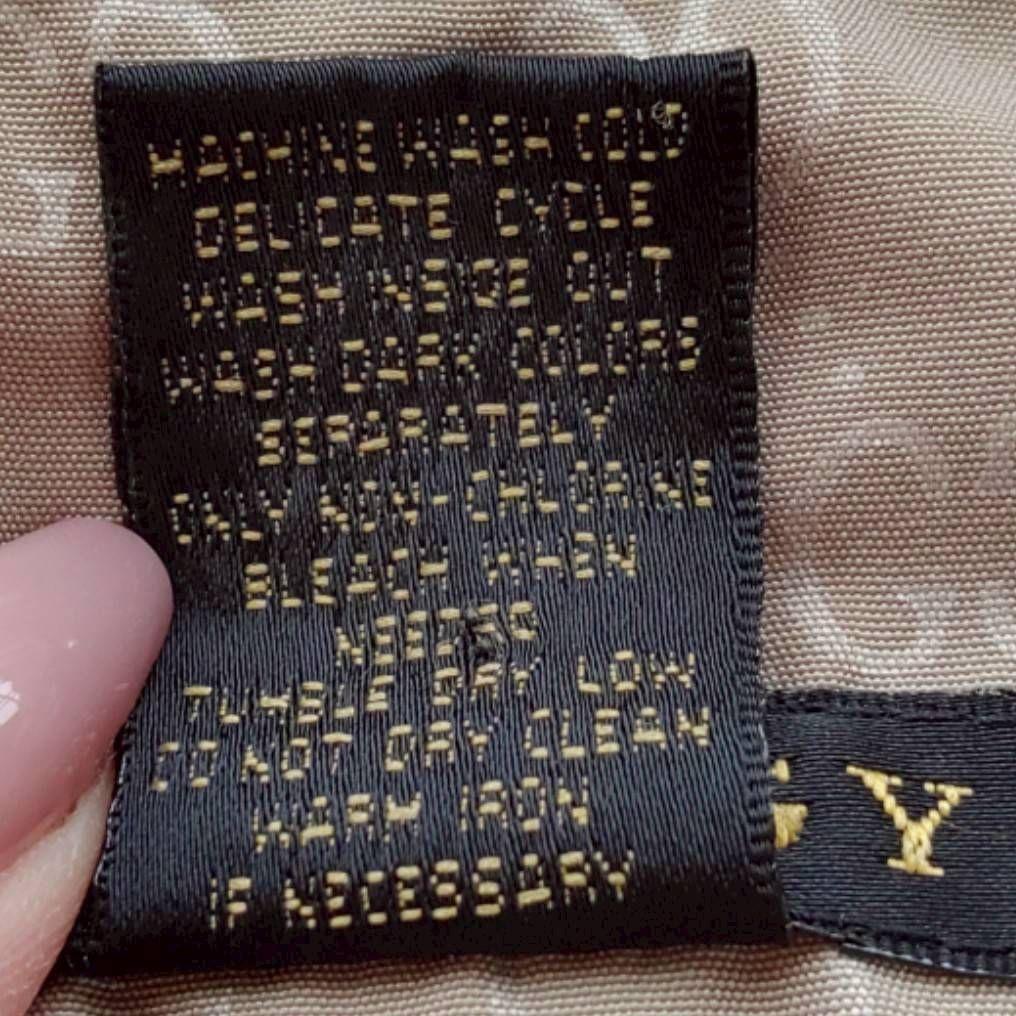 MACHINE WASH COLD
DELICATE CYCLE
WASH INSIDE OUT
WASH DARK COLORS
SEPARATELY
ONLY NON-CHLORINE
BLEACH WHEN
NEEDED
TUMBLE DRY LOW
DO NOT DRY CLEAN
WARM IRON
IF NECESSARY
Y